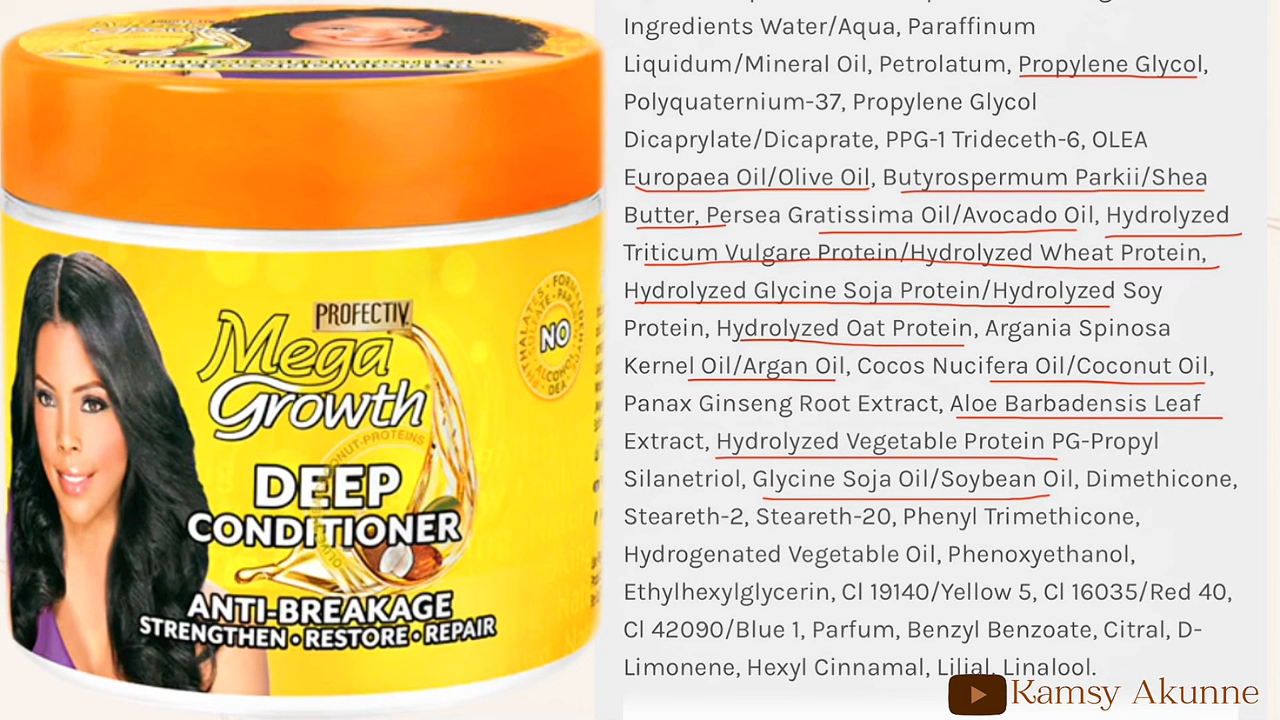 PROFECTIV
PROFECTIV
Mega
Growth
NO
DEEP
CONDITIONER
ANTI-BREAKAGE
STRENGTHEN • RESTORE • REPAIR
Ingredients Water/Aqua, Paraffinum
Liquidum/Mineral Oil, Petrolatum, Propylene Glycol,
Polyquaternium-37, Propylene Glycol
Dicaprylate/Dicaprate, PPG-1 Trideceth-6, OLEA
Europaea Oil/Olive Oil, Butyrospermum Parkii/Shea
Butter, Persea Gratissima Oil/Avocado Oil, Hydrolyzed
Triticum Vulgare Protein/Hydrolyzed Wheat Protein,
Hydrolyzed Glycine Soja Protein/Hydrolyzed Soy
Protein, Hydrolyzed Oat Protein, Argania Spinosa
Kernel Oil/Argan Oil, Cocos Nucifera Oil/Coconut Oil,
Panax Ginseng Root Extract, Aloe Barbadensis Leaf
Extract, Hydrolyzed Vegetable Protein PG-Propyl
Silanetriol, Glycine Soja Oil/Soybean Oil, Dimethicone,
Steareth-2, Steareth-20, Phenyl Trimethicone,
Hydrogenated Vegetable Oil, Phenoxyethanol,
Ethylhexylglycerin, Cl 19140/Yellow 5, Cl 16035/Red 40,
Cl 42090/Blue 1, Parfum, Benzyl Benzoate, Citral, D-
Limonene, Hexyl Cinnamal, Lilial, Linalool.
Kamsy Akunne